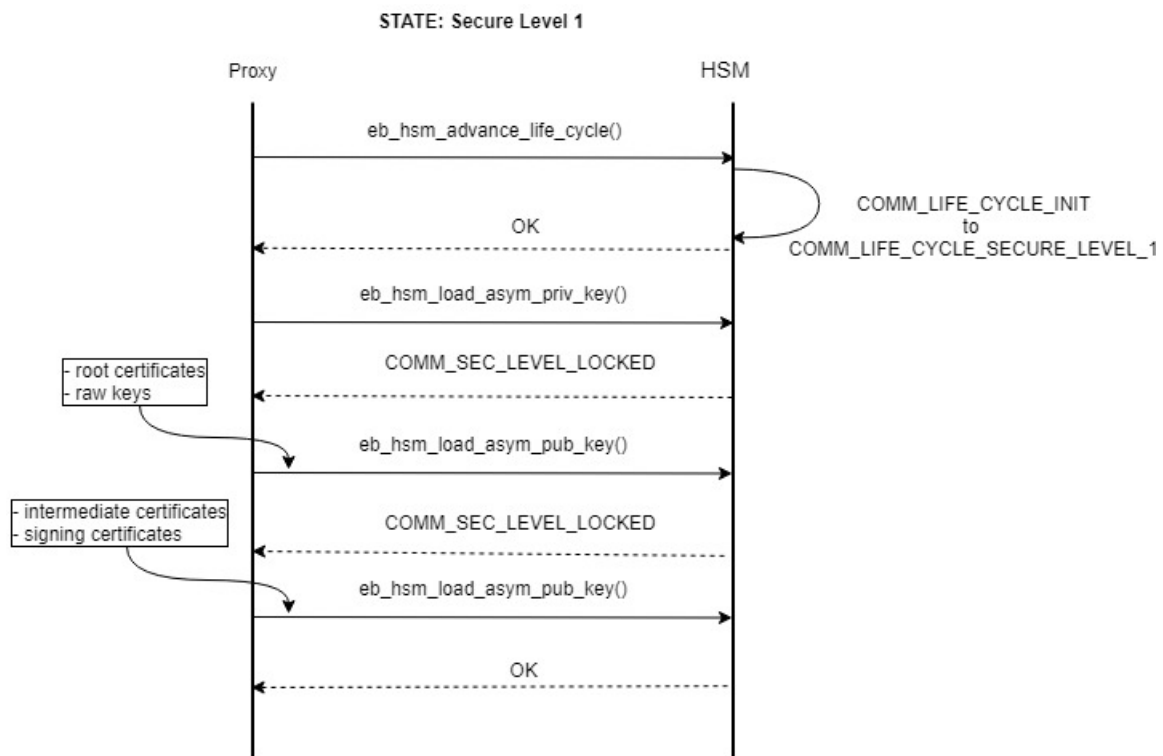 STATE: Secure Level 1
Proxy
HSM
eb_hsm_advance_life_cycle()
COMM_LIFE_CYCLE_INIT
to
COMM_LIFE_CYCLE_SECURE_LEVEL_1
OK
eb_hsm_load_asym_priv_key()
COMM_SEC_LEVEL_LOCKED
- root certificates
- raw keys
eb_hsm_load_asym_pub_key()
COMM_SEC_LEVEL_LOCKED
- intermediate certificates
- signing certificates
eb_hsm_load_asym_pub_key()
OK